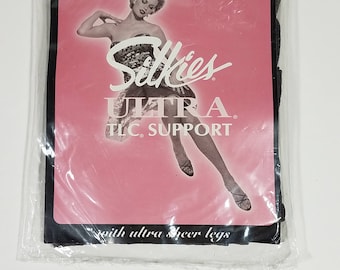 Silkies
ULTRA®
TLC® SUPPORT
with ultra sheer legs